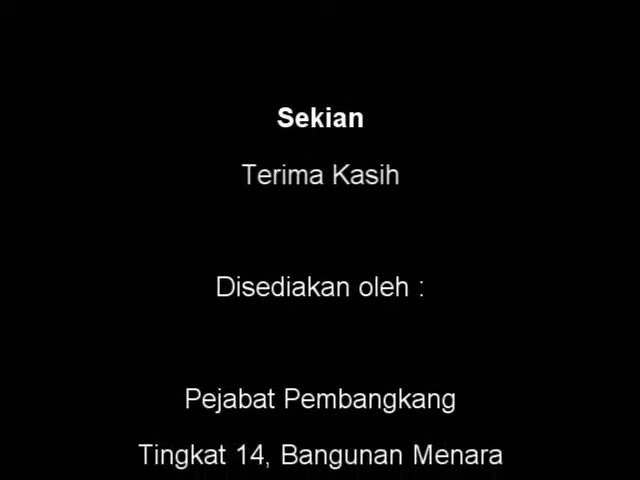 Sekian
Terima Kasih
Disediakan oleh :
Pejabat Pembangkang
Tingkat 14, Bangunan Menara